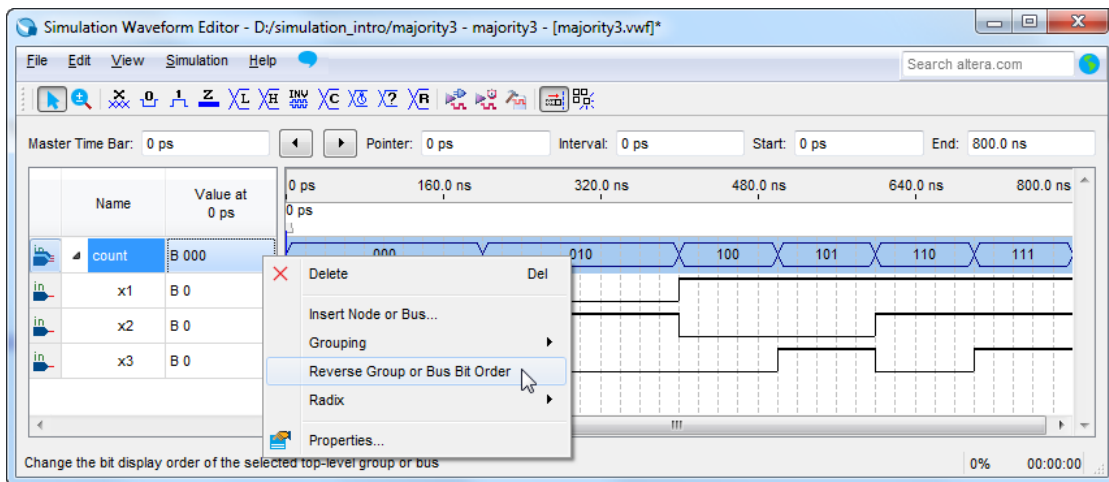 Simulation Waveform Editor - D:/simulation_intro/majority3 - majority3 - [majority3.vwf]*
File Edit View Simulation Help Search altera.com
Master Time Bar: 0 ps Pointer: 0 ps Interval: 0 ps Start: 0 ps End: 800.0 ns
Name Value at 0 ps 0 ps 160.0 ns 320.0 ns 480.0 ns 640.0 ns 800.0 ns
0 ps
in count B 000 000 010 100 101 110 111
in x1 B 0
in x2 B 0
in x3 B 0
Delete Del
Insert Node or Bus...
Grouping
Reverse Group or Bus Bit Order
Radix
Properties...
Change the bit display order of the selected top-level group or bus 0% 00:00:00